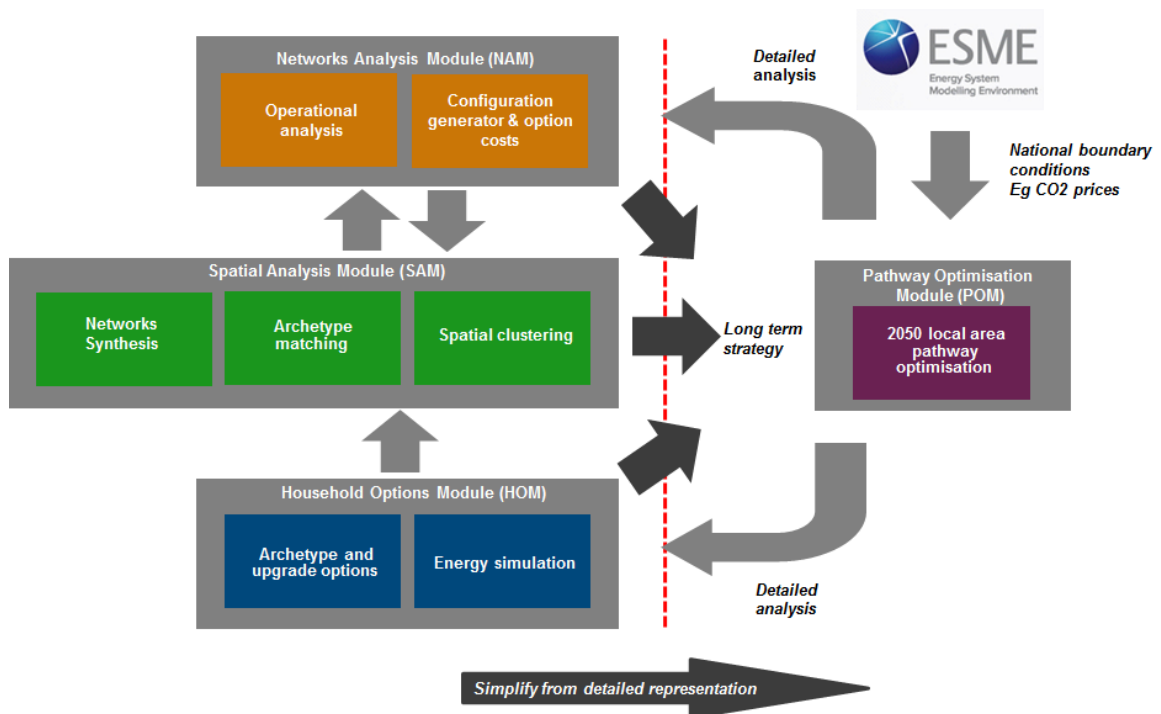 Networks Analysis Module (NAM)
Operational
analysis
Configuration
generator & option
costs
Detailed
analysis
ESME
Energy System
Modelling Environment
National boundary
conditions
Eg CO2 prices
Spatial Analysis Module (SAM)
Networks
Synthesis
Archetype
matching
Spatial clustering
Long term
strategy
Pathway Optimisation
Module (POM)
2050 local area
pathway
optimisation
Household Options Module (HOM)
Archetype and
upgrade options
Energy simulation
Detailed
analysis
Simplify from detailed representation